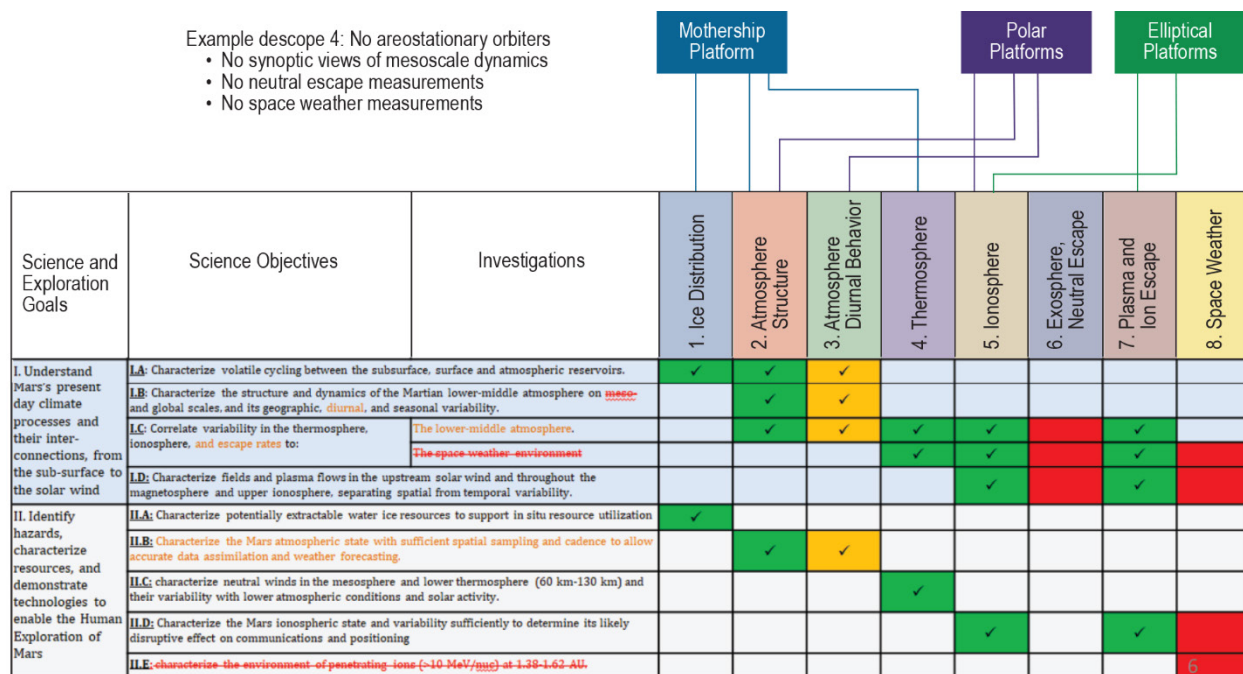 Example descope 4: No areostationary orbiters
• No synoptic views of mesoscale dynamics
• No neutral escape measurements
• No space weather measurements
Mothership
Platform
Polar
Platforms
Elliptical
Platforms
Science and
Exploration
Goals
Science Objectives
Investigations
1. Ice Distribution
2. Atmosphere
Structure
3. Atmosphere
Diurnal Behavior
4. Thermosphere
5. Ionosphere
6. Exosphere,
Neutral Escape
7. Plasma and
Ion Escape
8. Space Weather
I. Understand
Mars's present
day climate
processes and
their inter-
connections, from
the sub-surface to
the solar wind
I.A: Characterize volatile cycling between the subsurface, surface and atmospheric reservoirs.
✓ ✓ ✓
I.B: Characterize the structure and dynamics of the Martian lower-middle atmosphere on meso-
and global scales, and its geographic, diurnal, and seasonal variability.
✓ ✓
I.C: Correlate variability in the thermosphere,
ionosphere, and escape rates to:
The lower-middle atmosphere.
✓ ✓ ✓ ✓ ✓
The space weather environment
✓ ✓ ✓
I.D: Characterize fields and plasma flows in the upstream solar wind and throughout the
magnetosphere and upper ionosphere, separating spatial from temporal variability.
✓ ✓
II. Identify
hazards,
characterize
resources, and
demonstrate
technologies to
enable the Human
Exploration of
Mars
II.A: Characterize potentially extractable water ice resources to support in situ resource utilization
✓
II.B: Characterize the Mars atmospheric state with sufficient spatial sampling and cadence to allow
accurate data assimilation and weather forecasting.
✓ ✓
II.C: characterize neutral winds in the mesosphere and lower thermosphere (60 km-130 km) and
their variability with lower atmospheric conditions and solar activity.
✓
II.D: Characterize the Mars ionospheric state and variability sufficiently to determine its likely
disruptive effect on communications and positioning
✓ ✓
II.E: characterize the environment of penetrating ions (>10 MeV/nuc) at 1.38-1.62 AU.
6